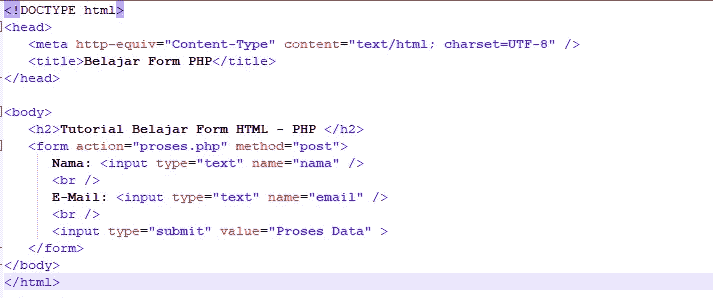 <!DOCTYPE html>
<head>
<meta http-equiv="Content-Type" content="text/html; charset=UTF-8" />
<title>Belajar Form PHP</title>
</head>
<body>
<h2>Tutorial Belajar Form HTML - PHP </h2>
<form action="proses.php" method="post">
Nama: <input type="text" name="nama" />
<br />
E-Mail: <input type="text" name="email" />
<br />
<input type="submit" value="Proses Data" >
</form>
</body>
</html>